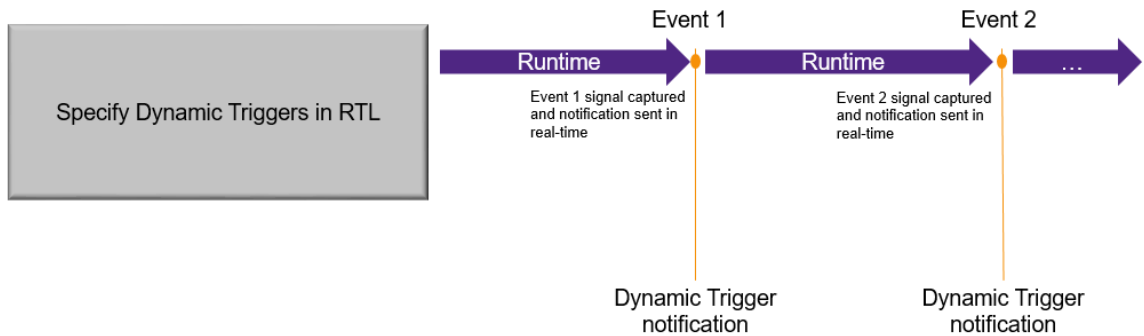 Specify Dynamic Triggers in RTL
Event 1
Event 2
Runtime
Runtime
...
Event 1 signal captured
and notification sent in
real-time
Event 2 signal captured
and notification sent in
real-time
Dynamic Trigger
notification
Dynamic Trigger
notification